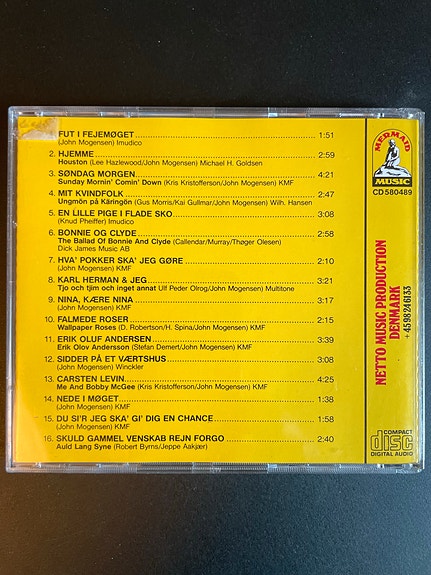 FUT I FEJEMØGET 1:51
(John Mogensen) Imudico
2. HJEMME 2:59
Houston (Lee Hazlewood/John Mogensen) Michael H. Goldsen
3. SØNDAG MORGEN 4:21
Sunday Mornin' Comin' Down (Kris Kristofferson/John Mogensen) KMF
4. MIT KVINDFOLK 2:47
Ungmön på Käringön (Gus Morris/Kai Gullmar/John Mogensen) Wilh. Hansen
5. EN LILLE PIGE I FLADE SKO 3:08
(Knud Pheiffer) Imudico
6. BONNIE OG CLYDE 2:58
The Ballad Of Bonnie And Clyde (Callendar/Murray/Thøger Olesen)
Dick James Music AB
7. HVA' POKKER SKA' JEG GØRE 2:10
(John Mogensen) KMF
8. KARL HERMAN & JEG 2:21
Tjo och tjim och inget annat Ulf Peder Olrog/John Mogensen) Multitone
9. NINA, KÆRE NINA 3:17
(John Mogensen) KMF
10. FALMEDE ROSER 2:15
Wallpaper Roses (D. Robertson/H. Spina/John Mogensen) KMF
11. ERIK OLUF ANDERSEN 3:39
Erik Olov Andersson (Stefan Demert/John Mogensen) KMF
12. SIDDER PÅ ET VÆRTSHUS 3:08
(John Mogensen) Winckler
13. CARSTEN LEVIN 4:25
Me And Bobby McGee (Kris Kristofferson/John Mogensen) KMF
14. NEDE I MØGET 1:38
(John Mogensen) KMF
15. DU SI'R JEG SKA' GI' DIG EN CHANCE 1:58
(John Mogensen) KMF
16. SKULD GAMMEL VENSKAB REJN FORGO 2:40
Auld Lang Syne (Robert Byrns/Jeppe Aakjær)
MERMAID
MUSIC
CD 580489
NETTO MUSIC PRODUCTION
DENMARK
+ 45 98 24 61 33
COMPACT
disc
DIGITAL AUDIO